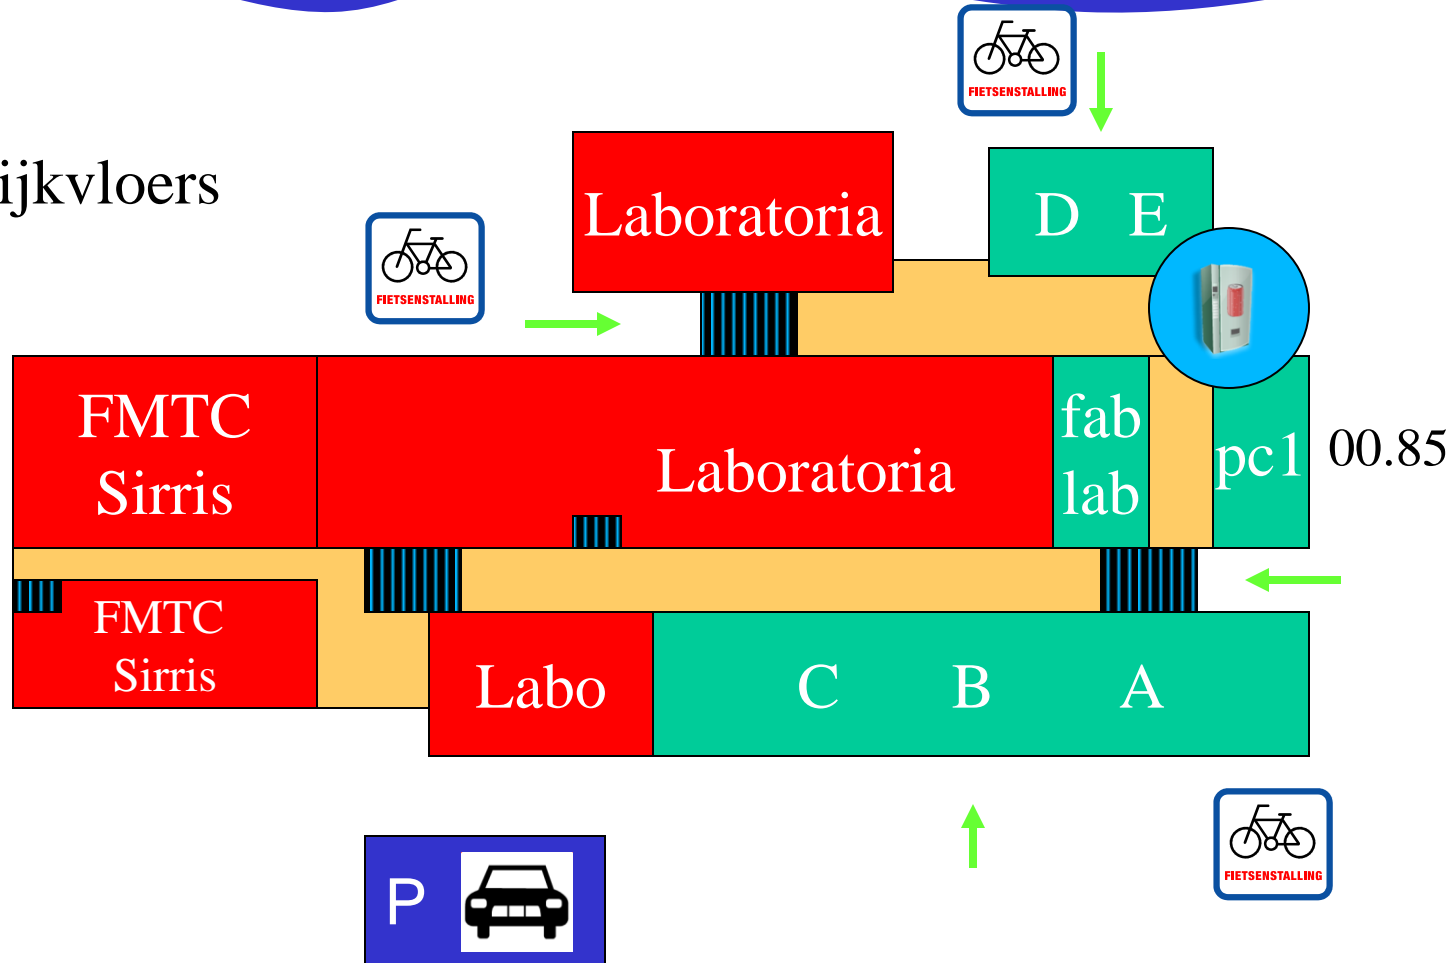 FIETSENSTALLING
ijkvloers
Laboratoria
D E
FIETSENSTALLING
FMTC
Sirris
Laboratoria
fab
lab
pc1
00.85
FMTC
Sirris
Labo
C B A
FIETSENSTALLING
P